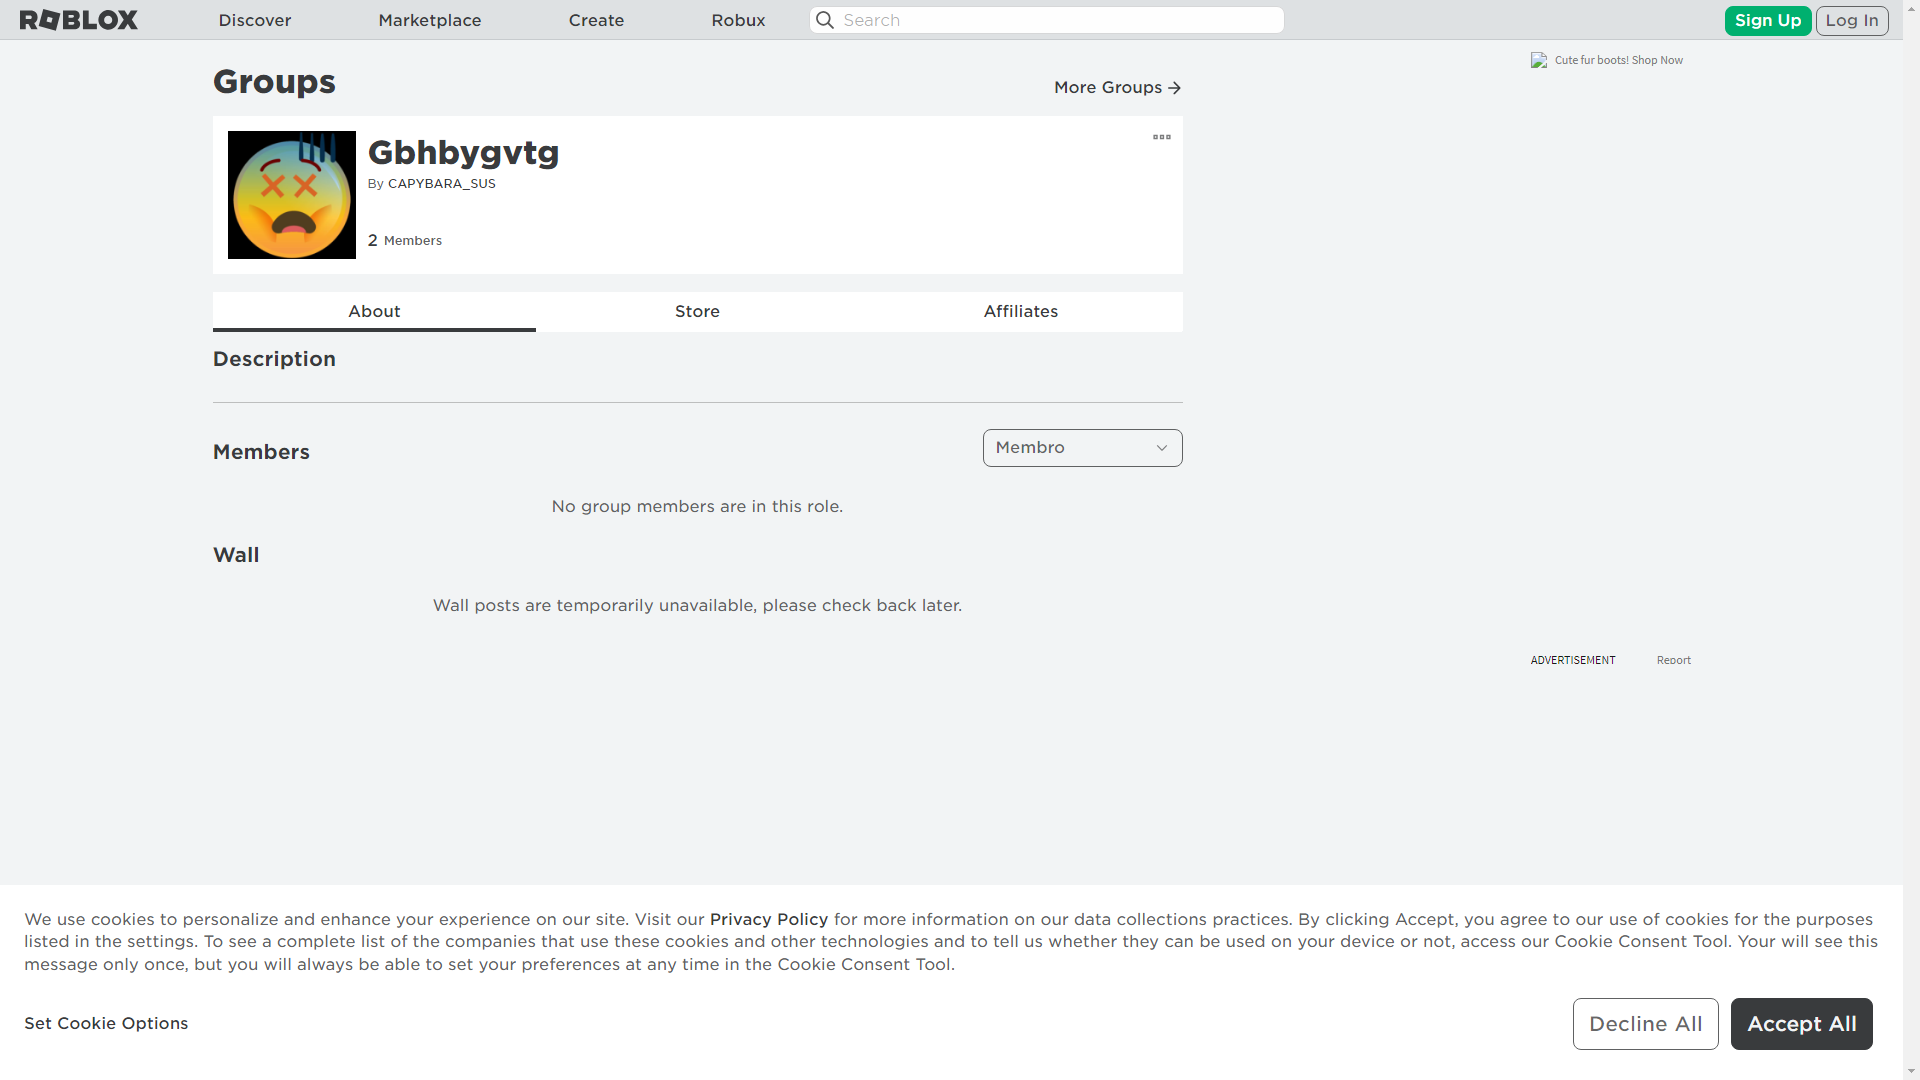 ROBLOX Discover Marketplace Create Robux Search Sign Up Log In
Cute fur boots! Shop Now
Groups
More Groups
Gbhbygvtg
By CAPYBARA_SUS
2 Members
About Store Affiliates
Description
Members
Membro
No group members are in this role.
Wall
Wall posts are temporarily unavailable, please check back later.
ADVERTISEMENT Report
We use cookies to personalize and enhance your experience on our site. Visit our Privacy Policy for more information on our data collections practices. By clicking Accept, you agree to our use of cookies for the purposes
listed in the settings. To see a complete list of the companies that use these cookies and other technologies and to tell us whether they can be used on your device or not, access our Cookie Consent Tool. Your will see this
message only once, but you will always be able to set your preferences at any time in the Cookie Consent Tool.
Set Cookie Options
Decline All
Accept All